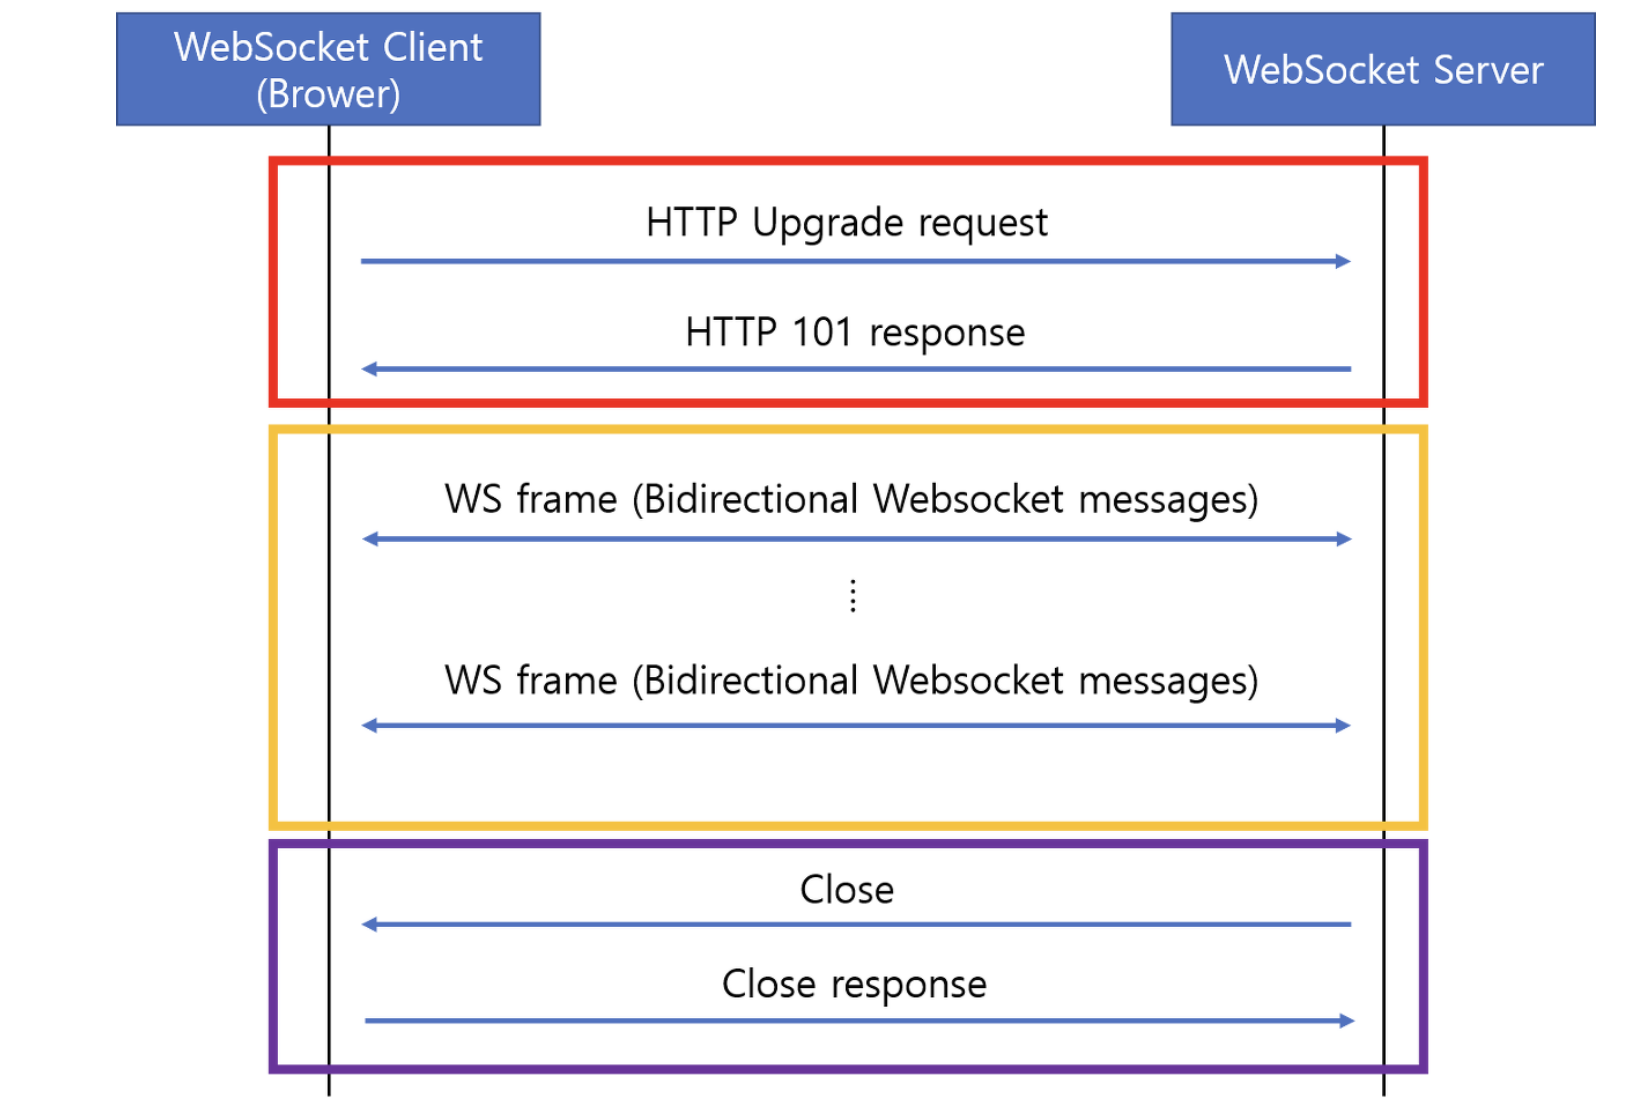 WebSocket Client
(Brower)
WebSocket Server
HTTP Upgrade request
HTTP 101 response
WS frame (Bidirectional Websocket messages)
WS frame (Bidirectional Websocket messages)
Close
Close response